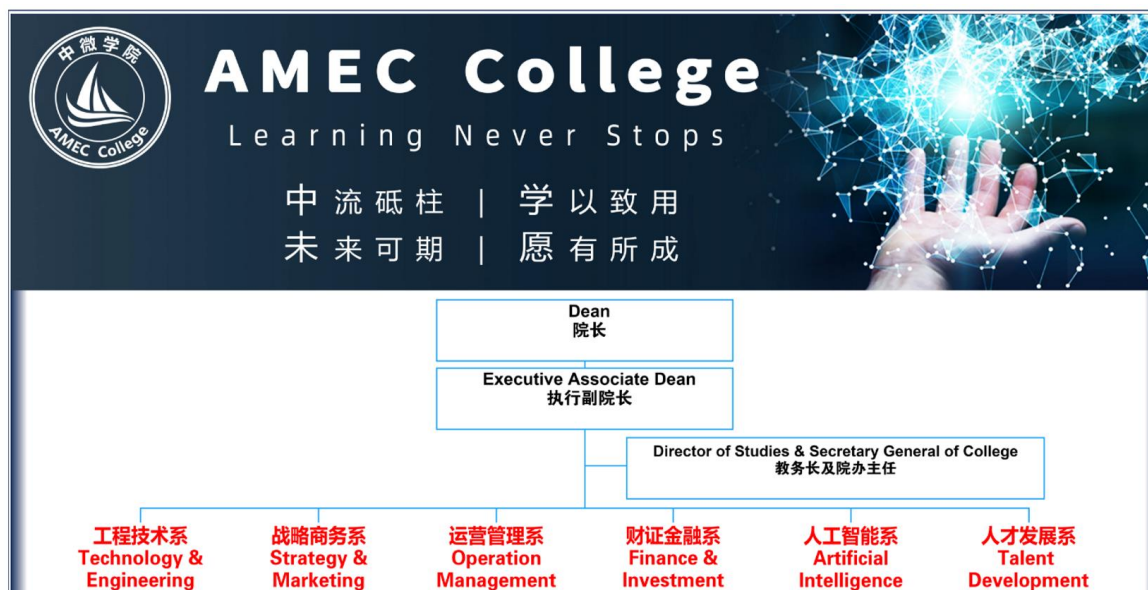 中微学院
AMEC College
AMEC College
Learning Never Stops
中流砥柱 | 学以致用
未来可期 | 愿有所成
Dean
院长
Executive Associate Dean
执行副院长
Director of Studies & Secretary General of College
教务长及院办主任
工程技术系
Technology &
Engineering
战略商务系
Strategy &
Marketing
运营管理系
Operation
Management
财证金融系
Finance &
Investment
人工智能系
Artificial
Intelligence
人才发展系
Talent
Development